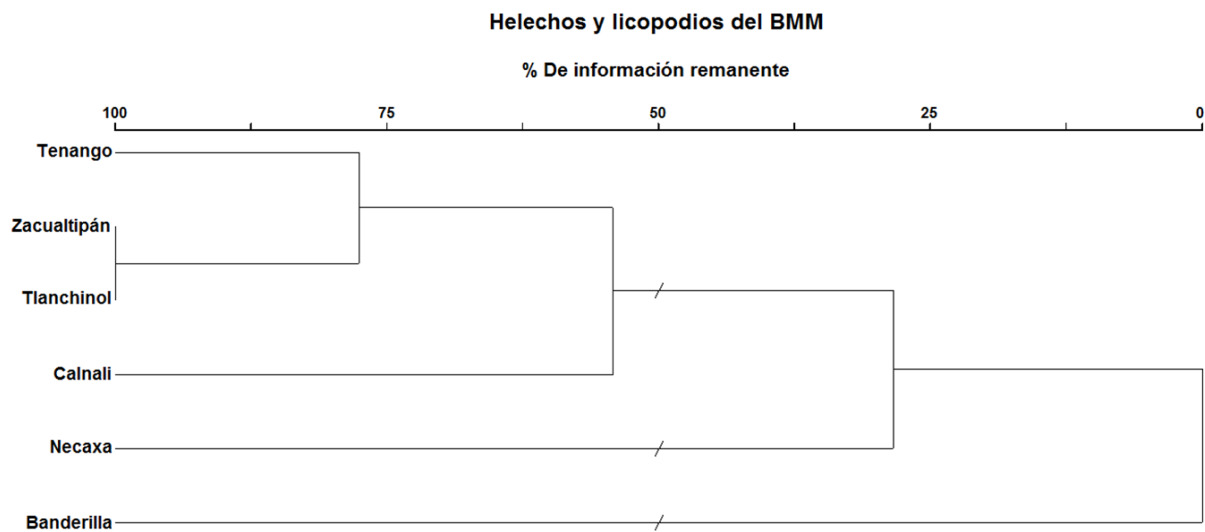 Helechos y licopodios del BMM
% De información remanente
100 75 50 25 0
Tenango
Zacualtipán
Tlanchinol
Calnali
Necaxa
Banderilla